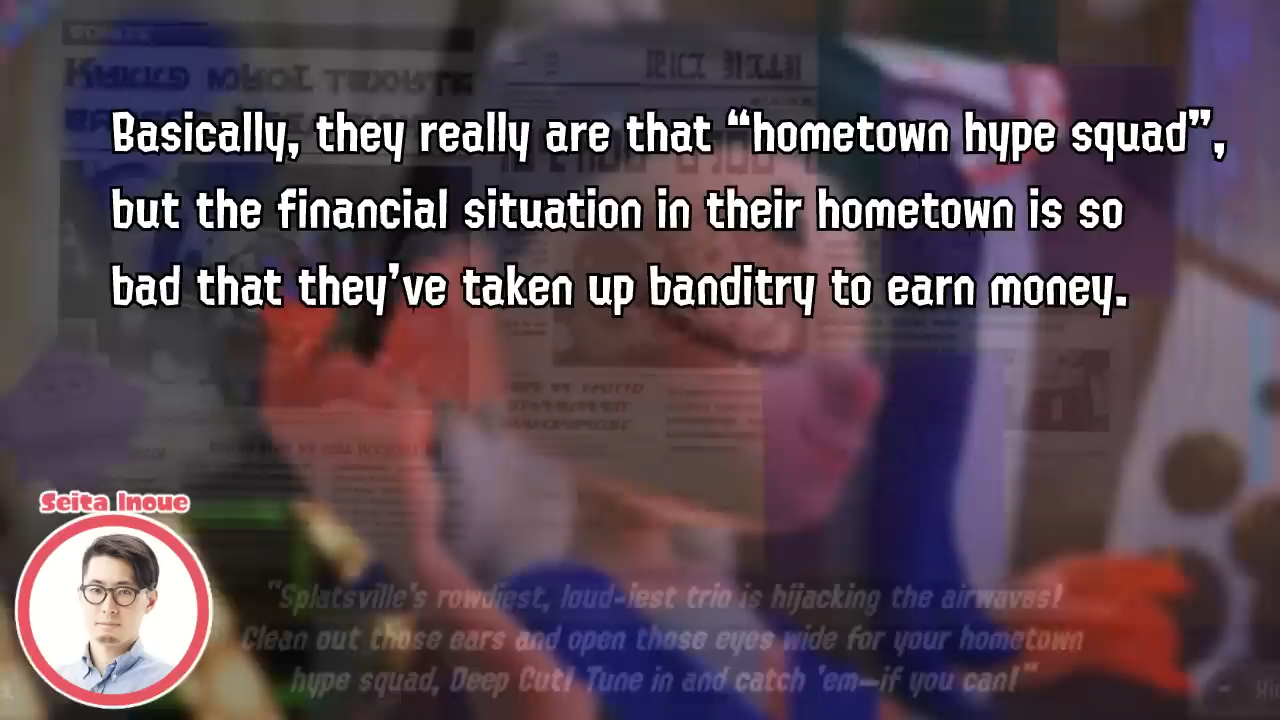 Basically, they really are that “hometown hype squad”,
but the financial situation in their hometown is so
bad that they’ve taken up banditry to earn money.
Seita Inoue
"Splatsville's rowdiest, loud-iest trio is hijacking the airwaves!
Clean out those ears and open those eyes wide for your hometown
hype squad, Deep Cut! Tune in and catch 'em—if you can!"